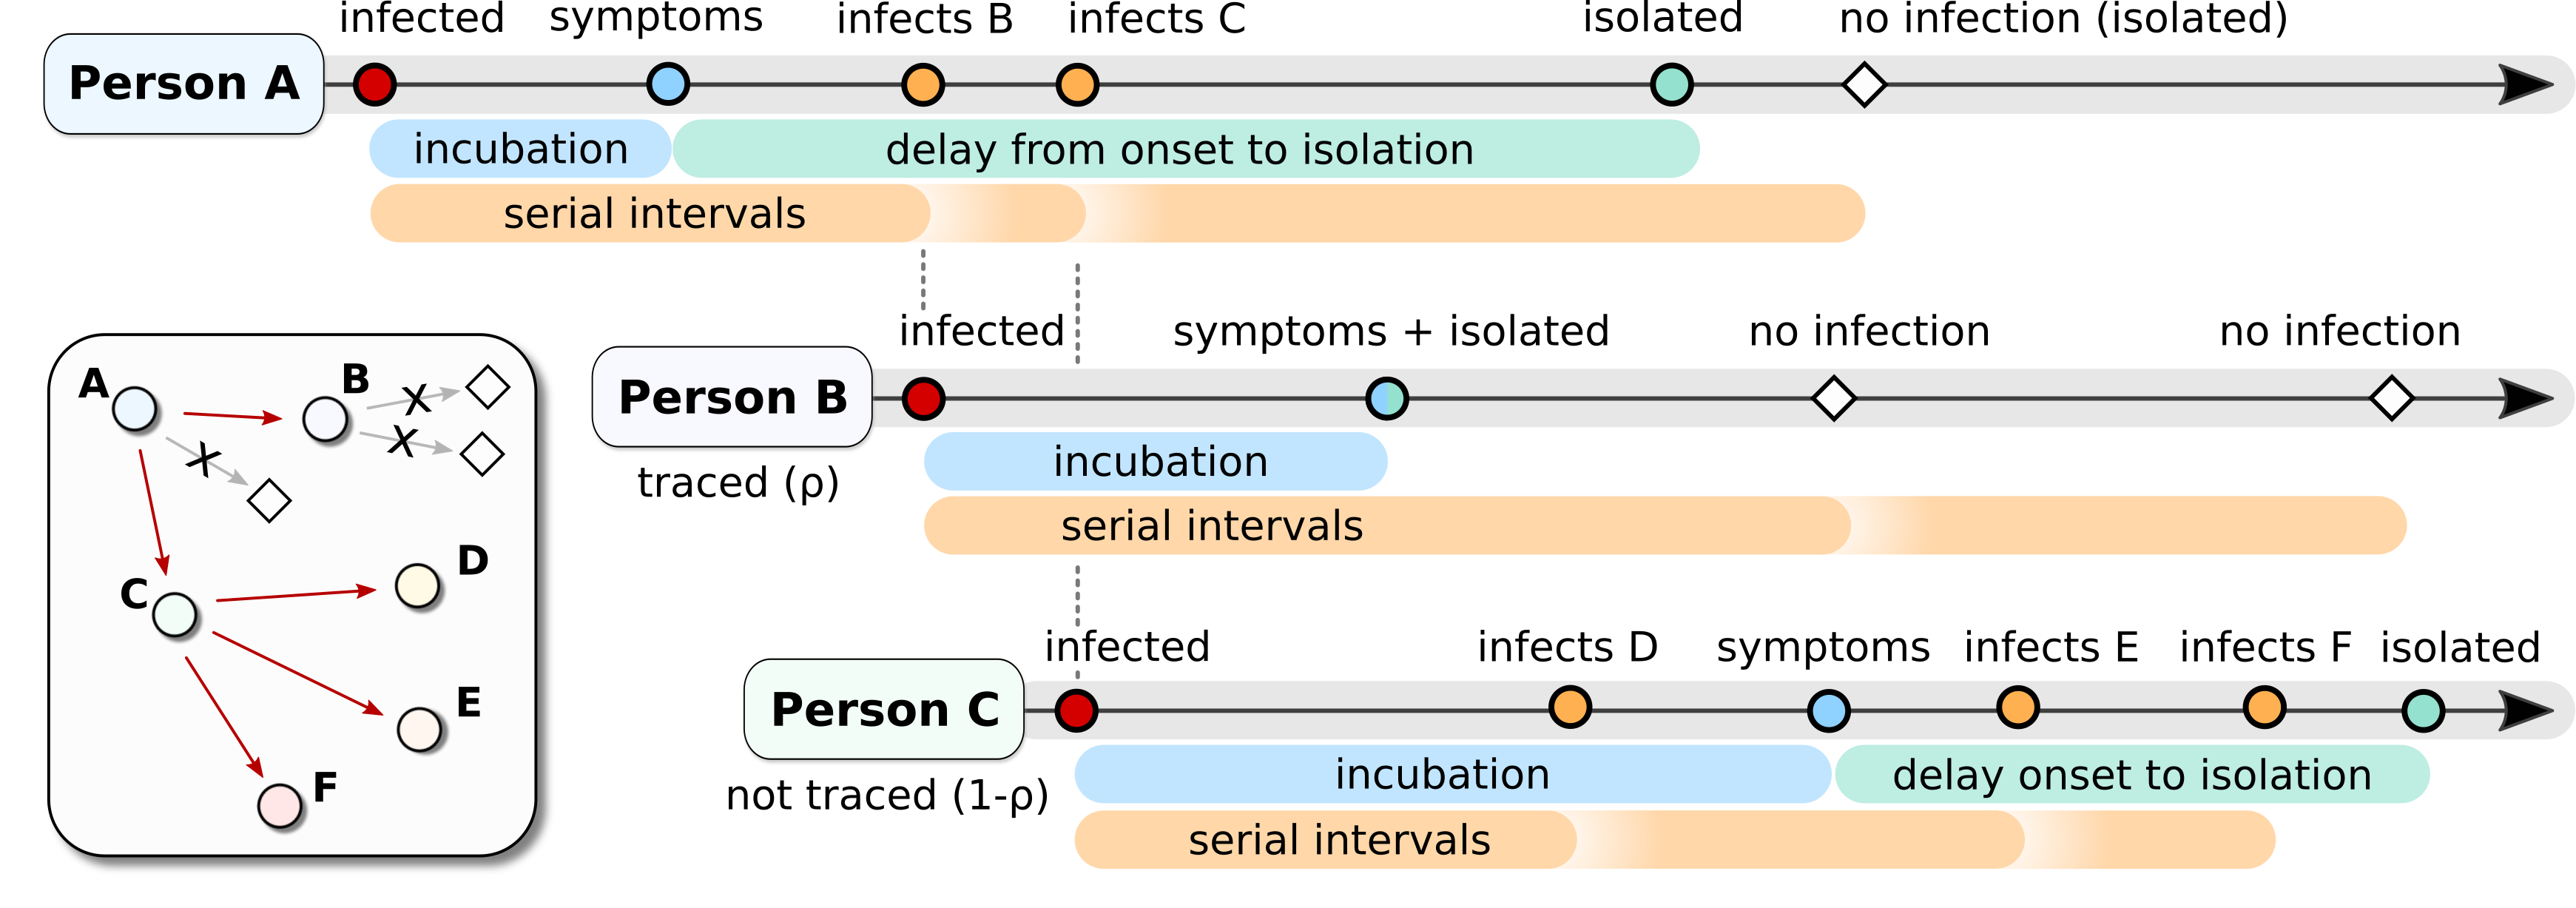 infected symptoms infects B infects C isolated no infection (isolated)
Person A
incubation delay from onset to isolation
serial intervals
infected symptoms + isolated no infection no infection
Person B
traced (ρ)
incubation
serial intervals
infected infects D symptoms infects E infects F isolated
Person C
not traced (1-ρ)
incubation delay onset to isolation
serial intervals
A B X
X X
C D
E
F